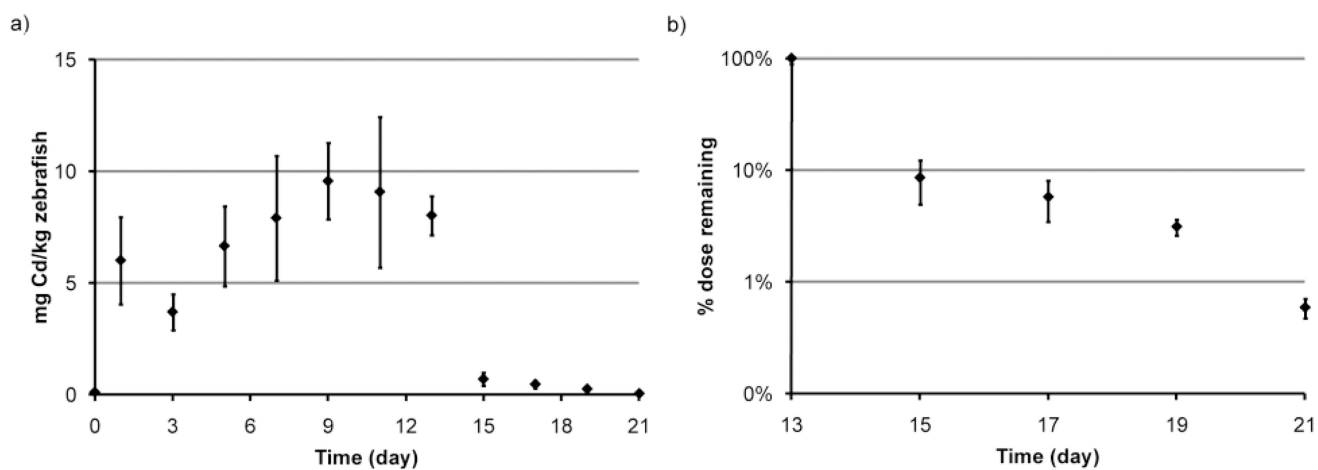 a)
mg Cd/kg zebrafish
15
10
5
0
0 3 6 9 12 15 18 21
Time (day)
b)
% dose remaining
100%
10%
1%
0%
13 15 17 19 21
Time (day)